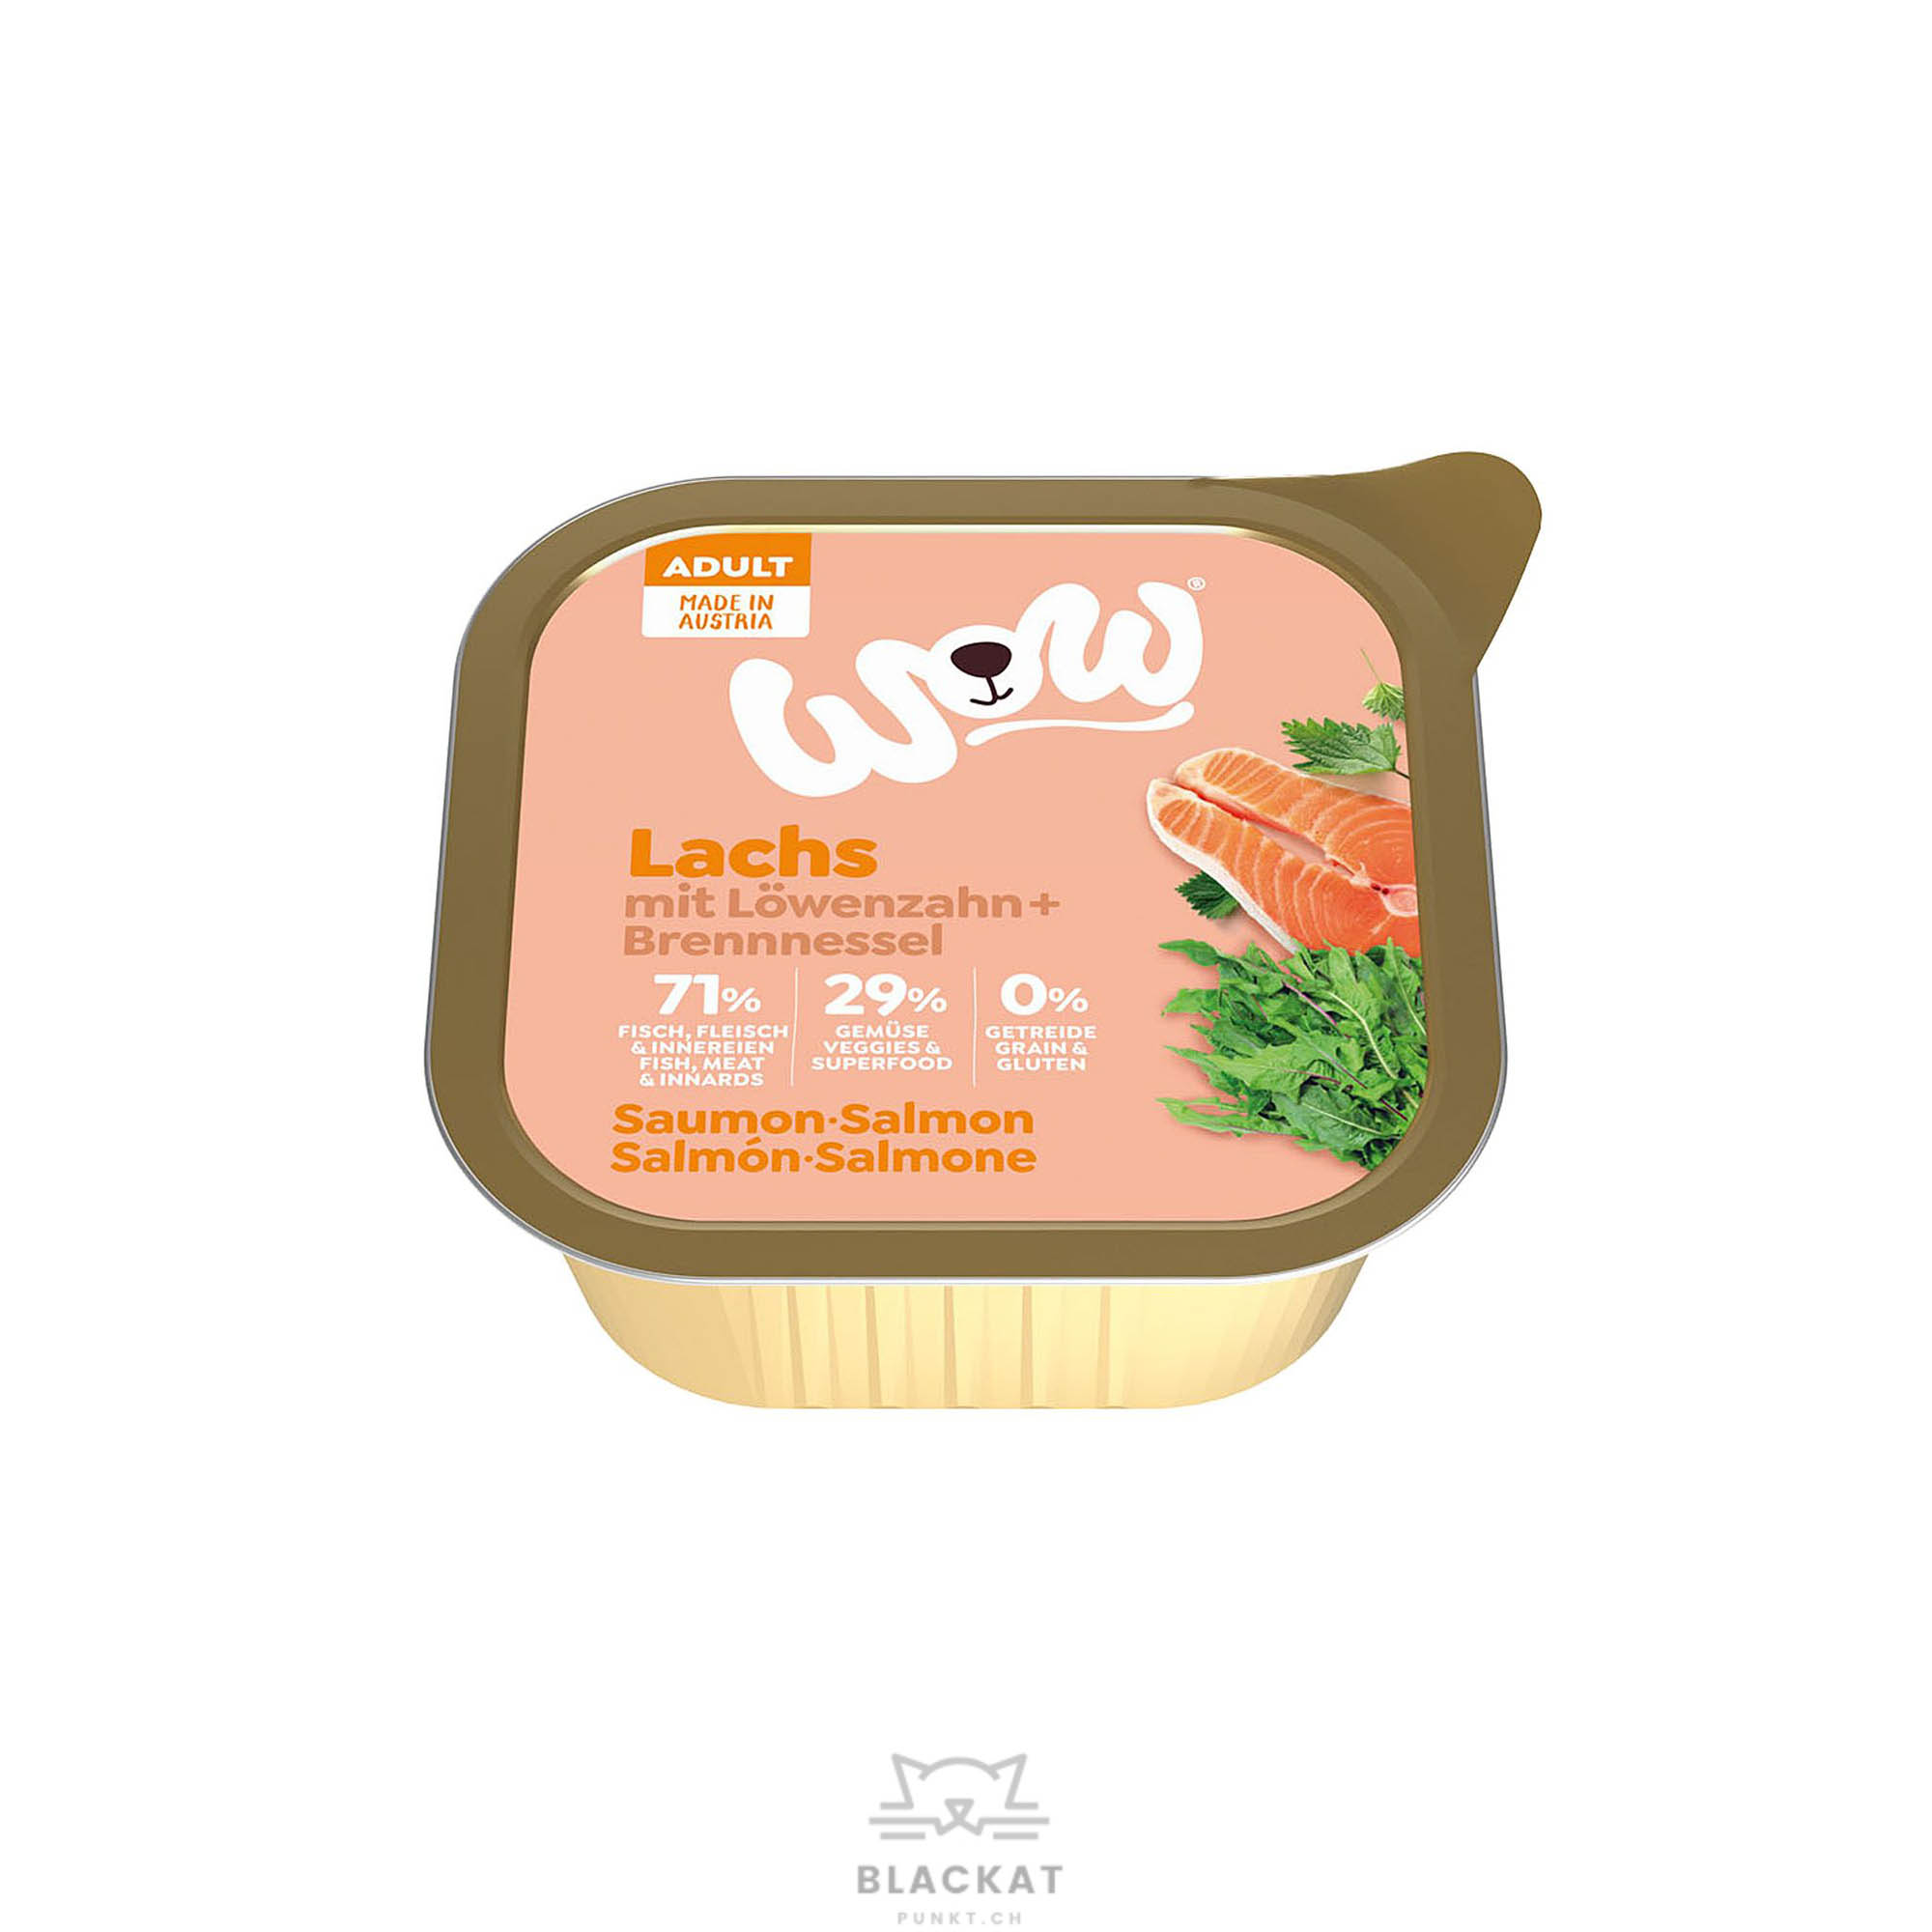 ADULT
MADE IN
AUSTRIA
WOW®
Lachs
mit Löwenzahn+
Brennnessel
71%
FISCH, FLEISCH
& INNEREIEN
FISH, MEAT
& INNARDS
29%
GEMÜSE
VEGGIES &
SUPERFOOD
0%
GETREIDE
GRAIN &
GLUTEN
Saumon·Salmon
Salmón·Salmone
BLACKAT
PUNKT.CH